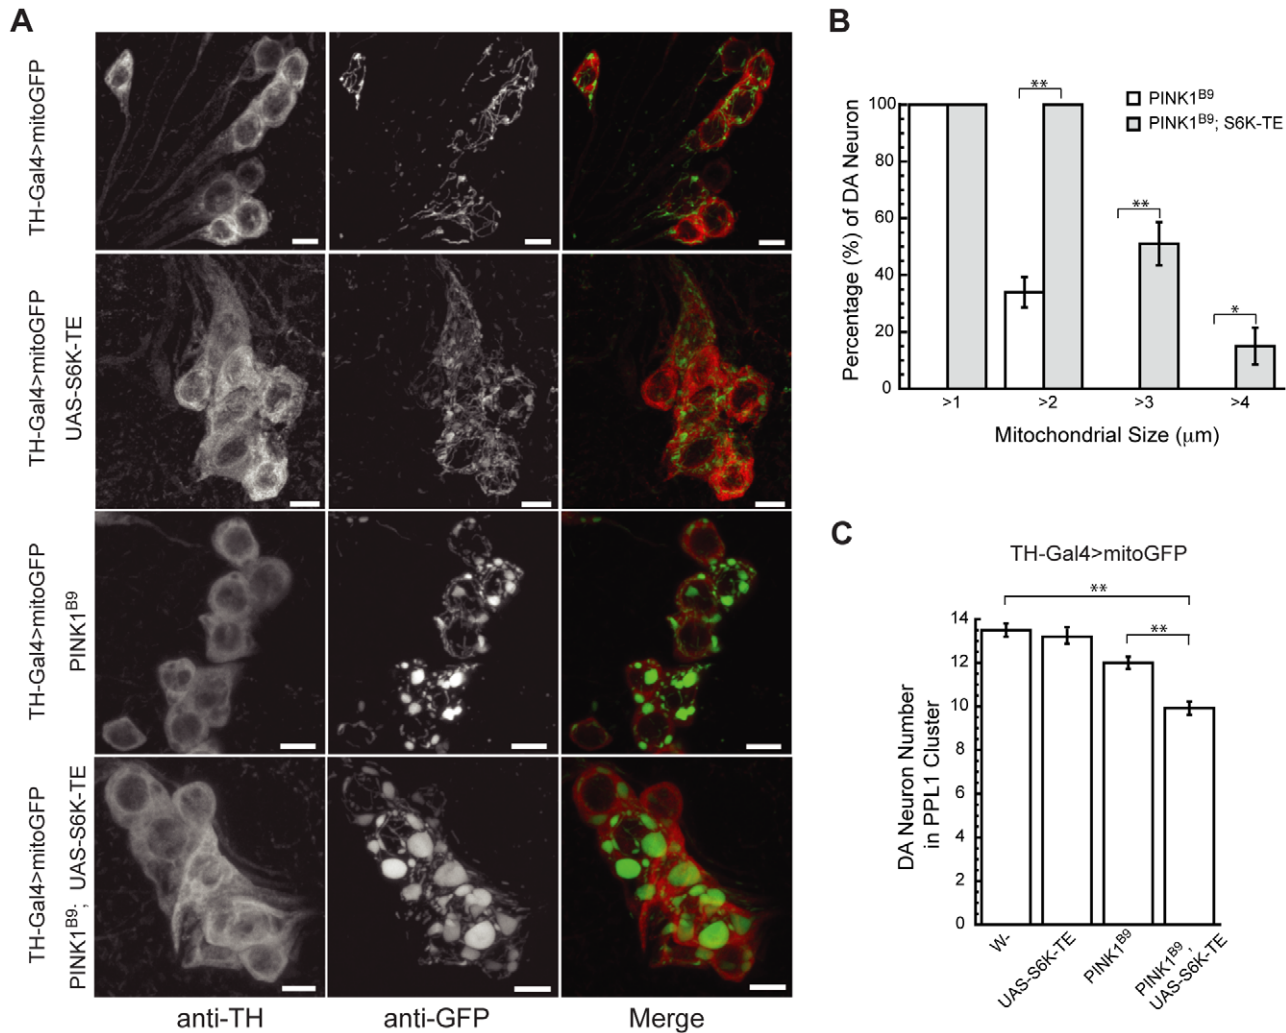 A
TH-Gal4>mitoGFP
TH-Gal4>mitoGFP
UAS-S6K-TE
TH-Gal4>mitoGFP
PINK1B9
TH-Gal4>mitoGFP
PINK1B9; UAS-S6K-TE
anti-TH
anti-GFP
Merge
B
PINK1B9
PINK1B9; S6K-TE
**
**
*
Percentage (%) of DA Neuron
100
80
60
40
20
0
>1
>2
>3
>4
Mitochondrial Size (μm)
C
TH-Gal4>mitoGFP
**
**
DA Neuron Number
in PPL1 Cluster
14
12
10
8
6
4
2
0
W-
UAS-S6K-TE
PINK1B9
PINK1B9,
UAS-S6K-TE